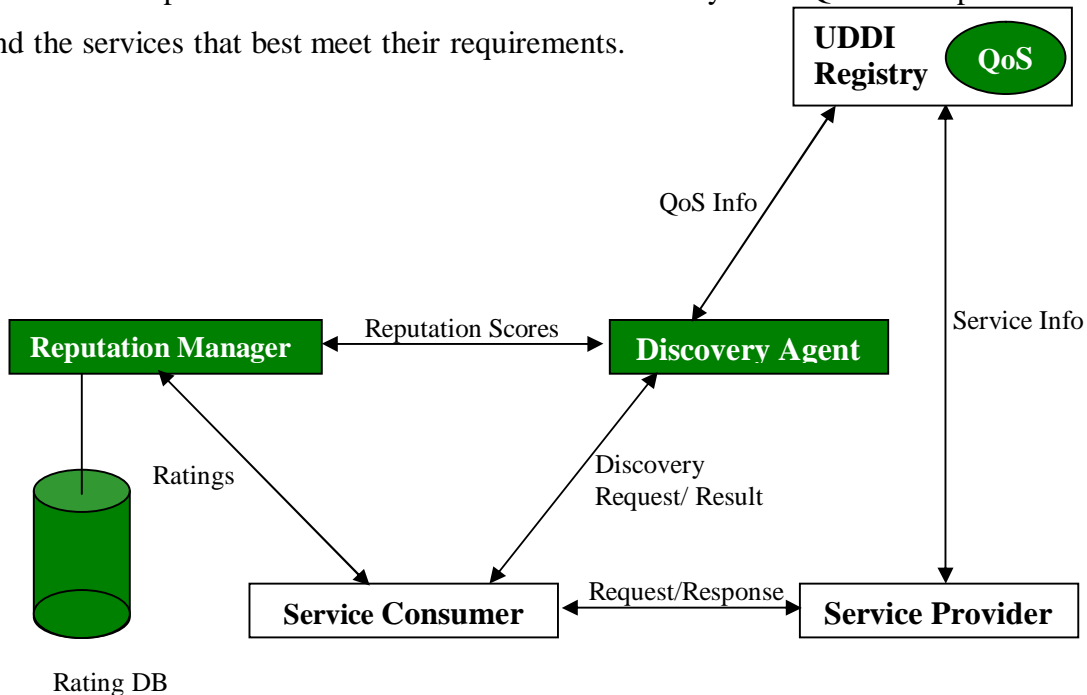 nd the services that best meet their requirements.
UDDI
Registry
QoS
QoS Info
Service Info
Reputation Manager
Reputation Scores
Discovery Agent
Ratings
Discovery
Request/ Result
Service Consumer
Request/Response
Service Provider
Rating DB